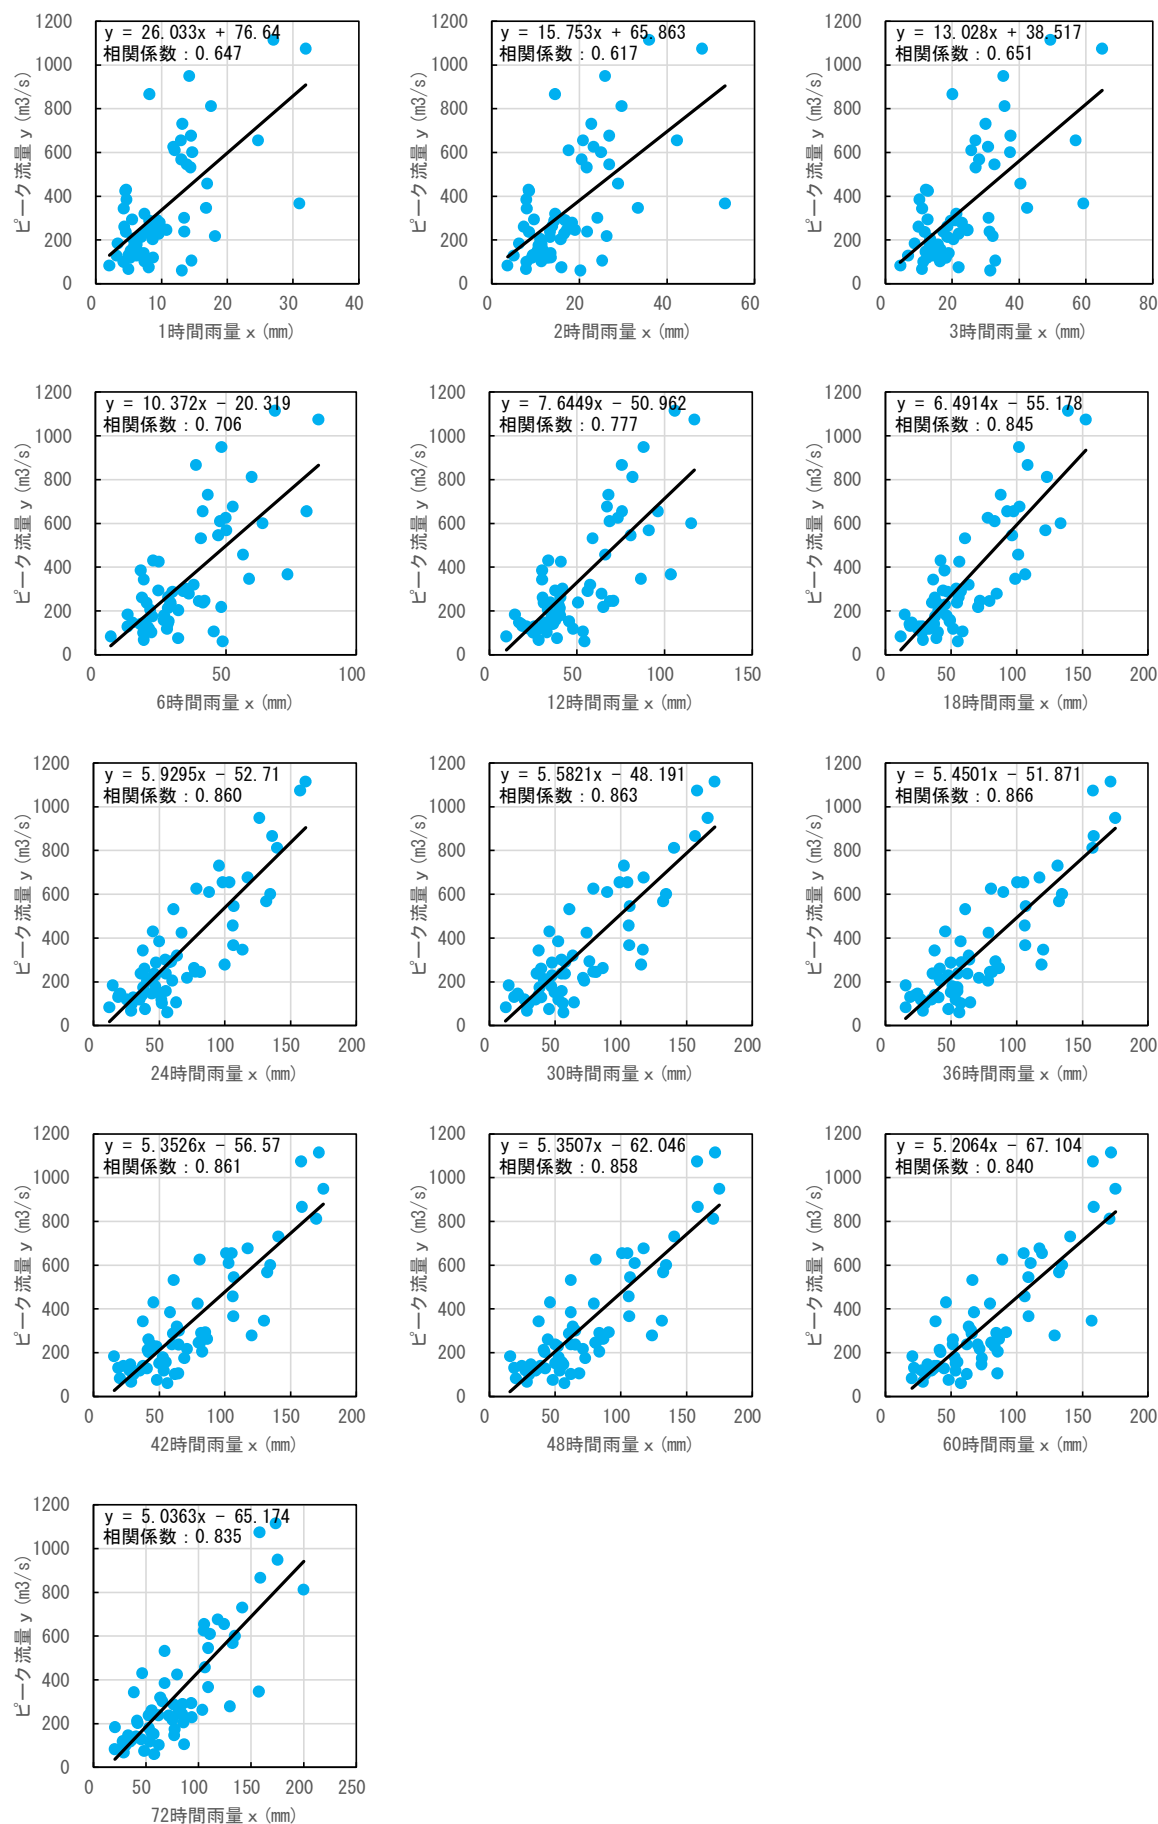 y = 26.033x + 76.64
相関係数：0.647
1200
1000
800
600
400
200
0
0 10 20 30 40
ピーク流量 y (m3/s)
1時間雨量 x (mm)
y = 15.753x + 65.863
相関係数：0.617
1200
1000
800
600
400
200
0
0 20 40 60
ピーク流量 y (m3/s)
2時間雨量 x (mm)
y = 13.028x + 38.517
相関係数：0.651
1200
1000
800
600
400
200
0
0 20 40 60 80
ピーク流量 y (m3/s)
3時間雨量 x (mm)
y = 10.372x − 20.319
相関係数：0.706
1200
1000
800
600
400
200
0
0 50 100
ピーク流量 y (m3/s)
6時間雨量 x (mm)
y = 7.6449x − 50.962
相関係数：0.777
1200
1000
800
600
400
200
0
0 50 100 150
ピーク流量 y (m3/s)
12時間雨量 x (mm)
y = 6.4914x − 55.178
相関係数：0.845
1200
1000
800
600
400
200
0
0 50 100 150 200
ピーク流量 y (m3/s)
18時間雨量 x (mm)
y = 5.9295x − 52.71
相関係数：0.860
1200
1000
800
600
400
200
0
0 50 100 150 200
ピーク流量 y (m3/s)
24時間雨量 x (mm)
y = 5.5821x − 48.191
相関係数：0.863
1200
1000
800
600
400
200
0
0 50 100 150 200
ピーク流量 y (m3/s)
30時間雨量 x (mm)
y = 5.4501x − 51.871
相関係数：0.866
1200
1000
800
600
400
200
0
0 50 100 150 200
ピーク流量 y (m3/s)
36時間雨量 x (mm)
y = 5.3526x − 56.57
相関係数：0.861
1200
1000
800
600
400
200
0
0 50 100 150 200
ピーク流量 y (m3/s)
42時間雨量 x (mm)
y = 5.3507x − 62.046
相関係数：0.858
1200
1000
800
600
400
200
0
0 50 100 150 200
ピーク流量 y (m3/s)
48時間雨量 x (mm)
y = 5.2064x − 67.104
相関係数：0.840
1200
1000
800
600
400
200
0
0 50 100 150 200
ピーク流量 y (m3/s)
60時間雨量 x (mm)
y = 5.0363x − 65.174
相関係数：0.835
1200
1000
800
600
400
200
0
0 50 100 150 200 250
ピーク流量 y (m3/s)
72時間雨量 x (mm)